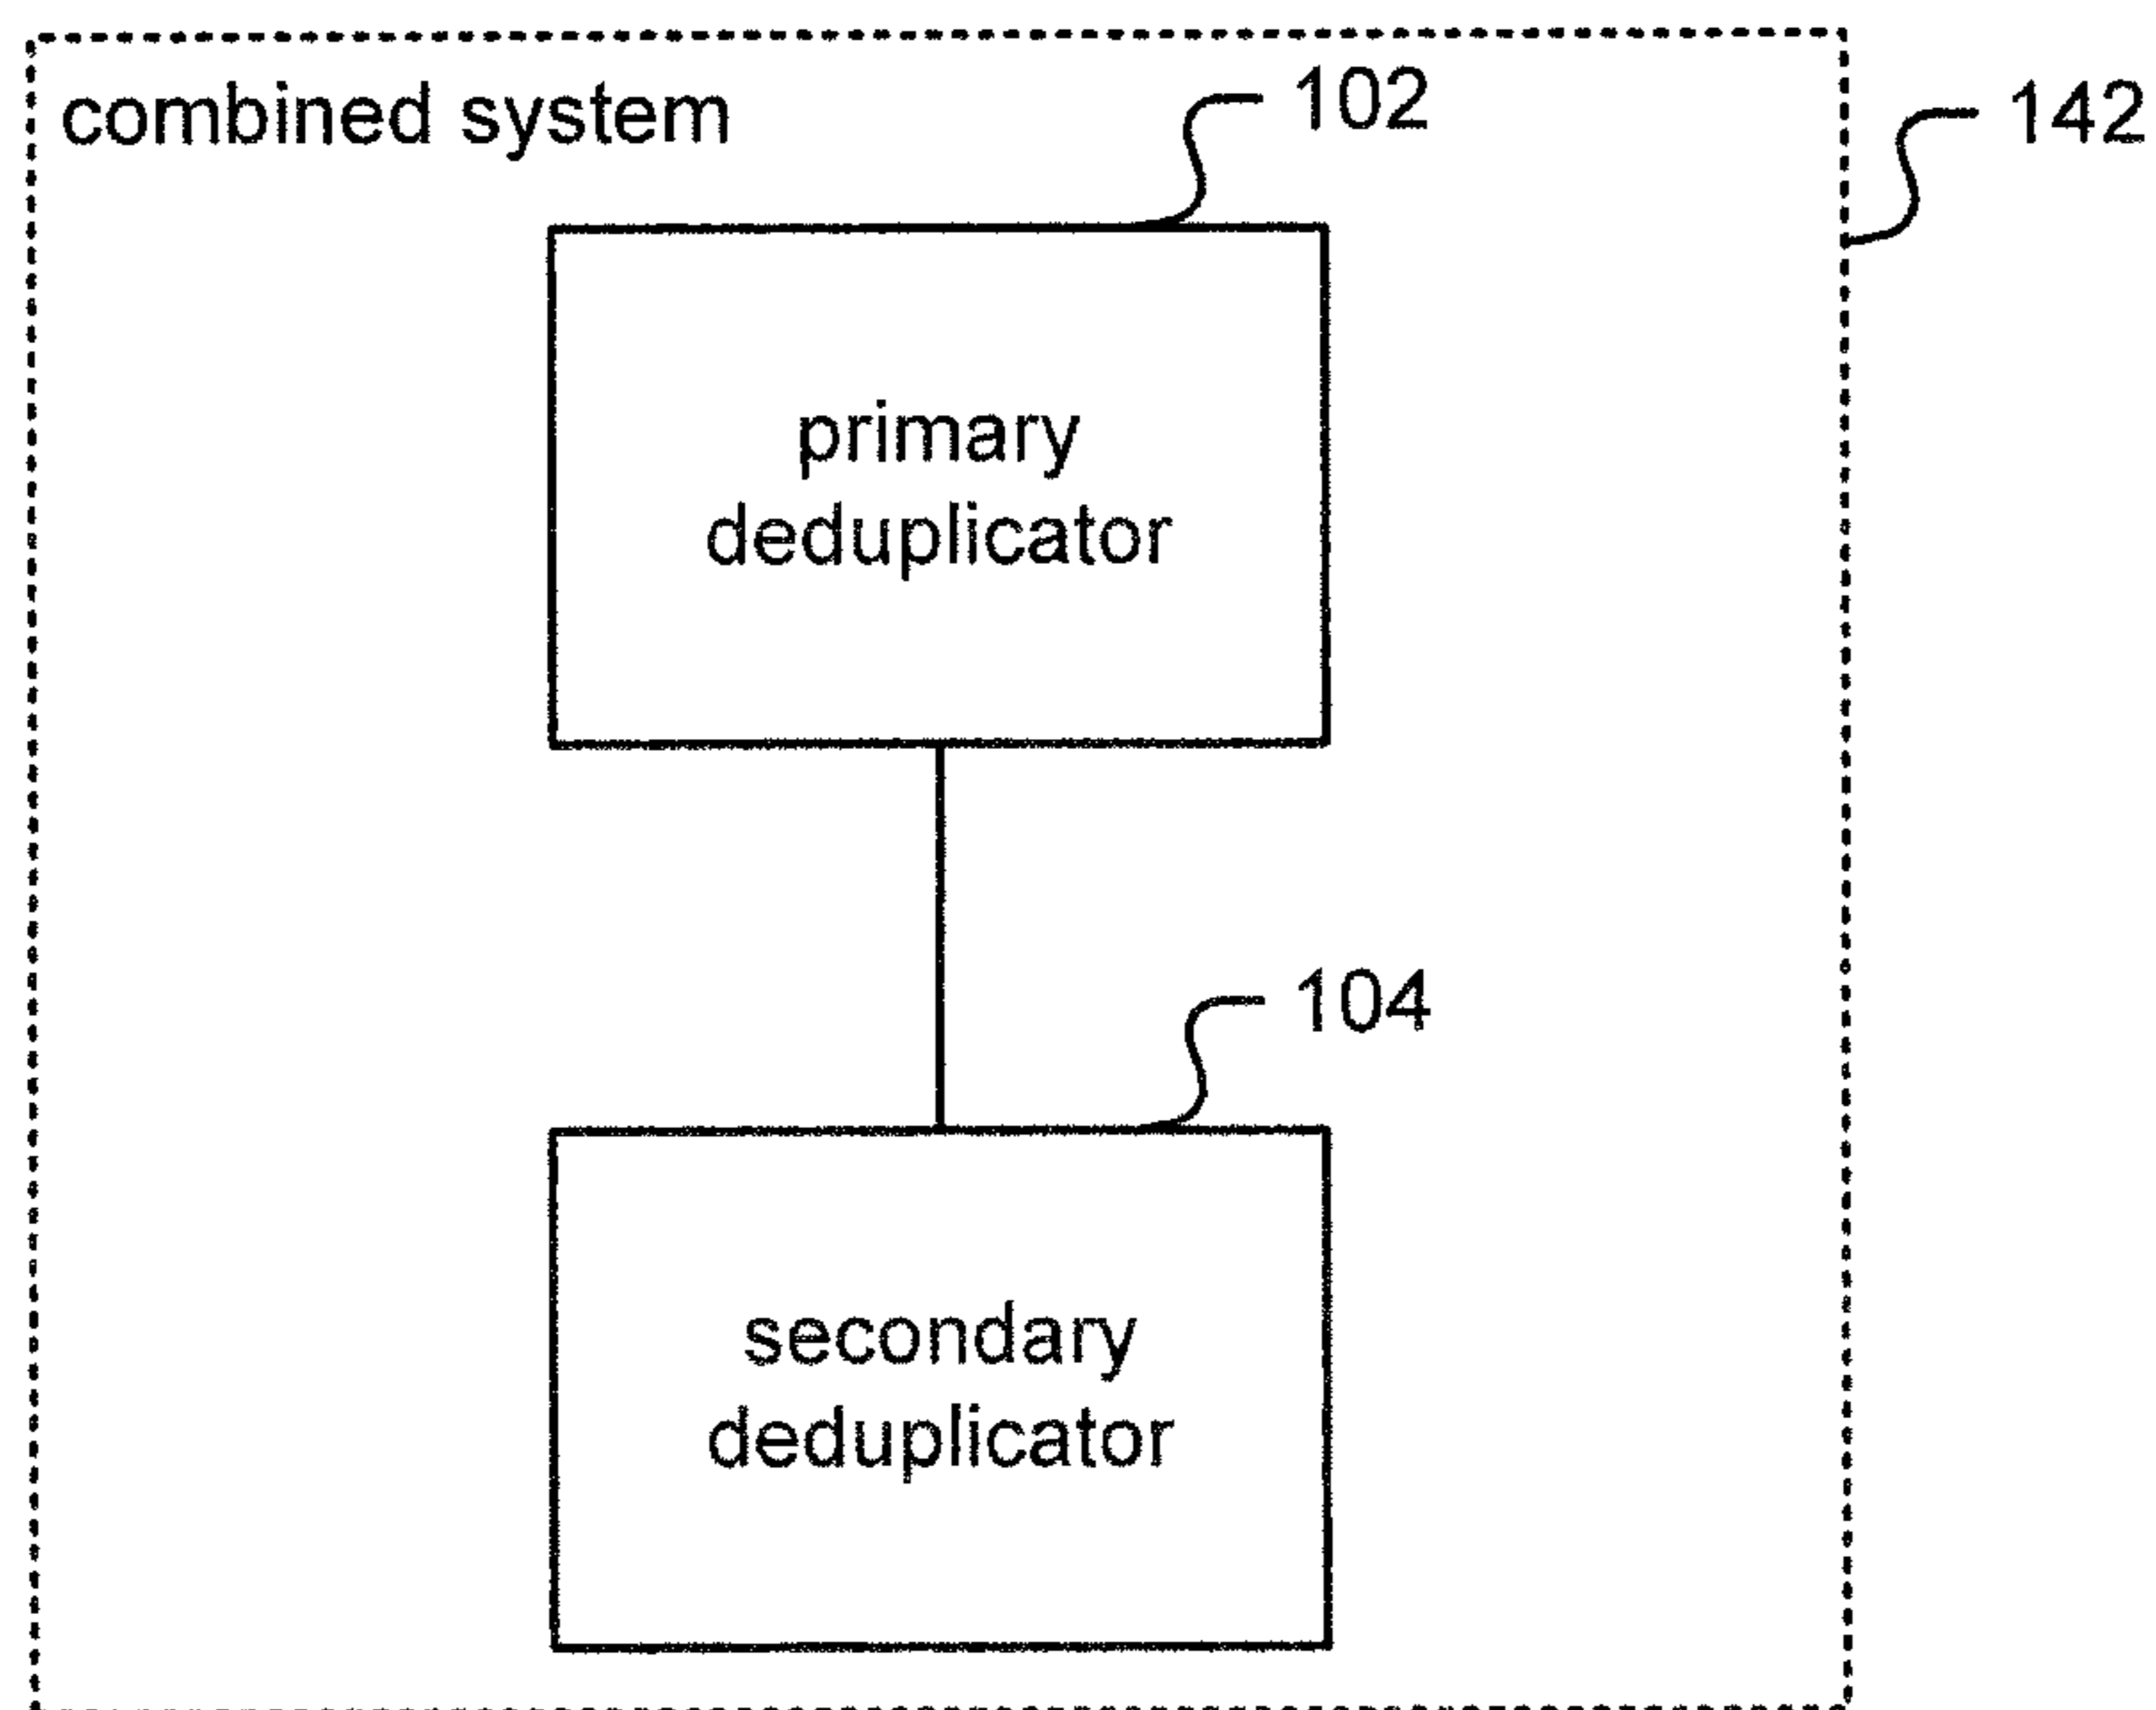 combined system
102
142
primary
deduplicator
104
secondary
deduplicator